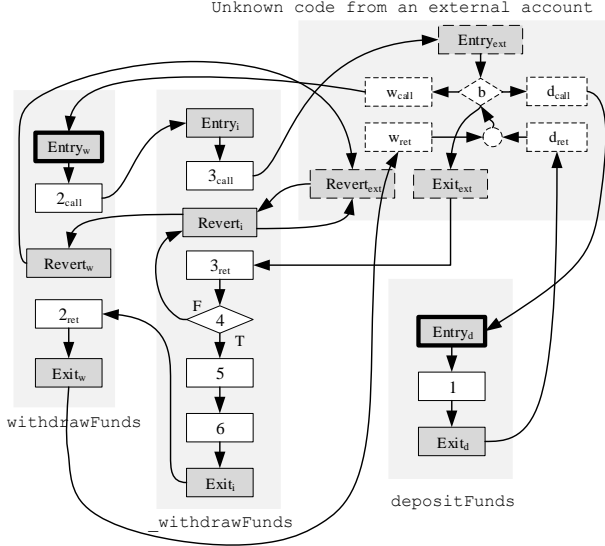 Unknown code from an external account
Entry_ext
w_call
b
d_call
w_ret
d_ret
Revert_ext
Exit_ext
Entry_w
2_call
Revert_w
2_ret
Exit_w
withdrawFunds
Entry_i
3_call
Revert_i
3_ret
F
4
T
5
6
Exit_i
_withdrawFunds
Entry_d
1
Exit_d
depositFunds